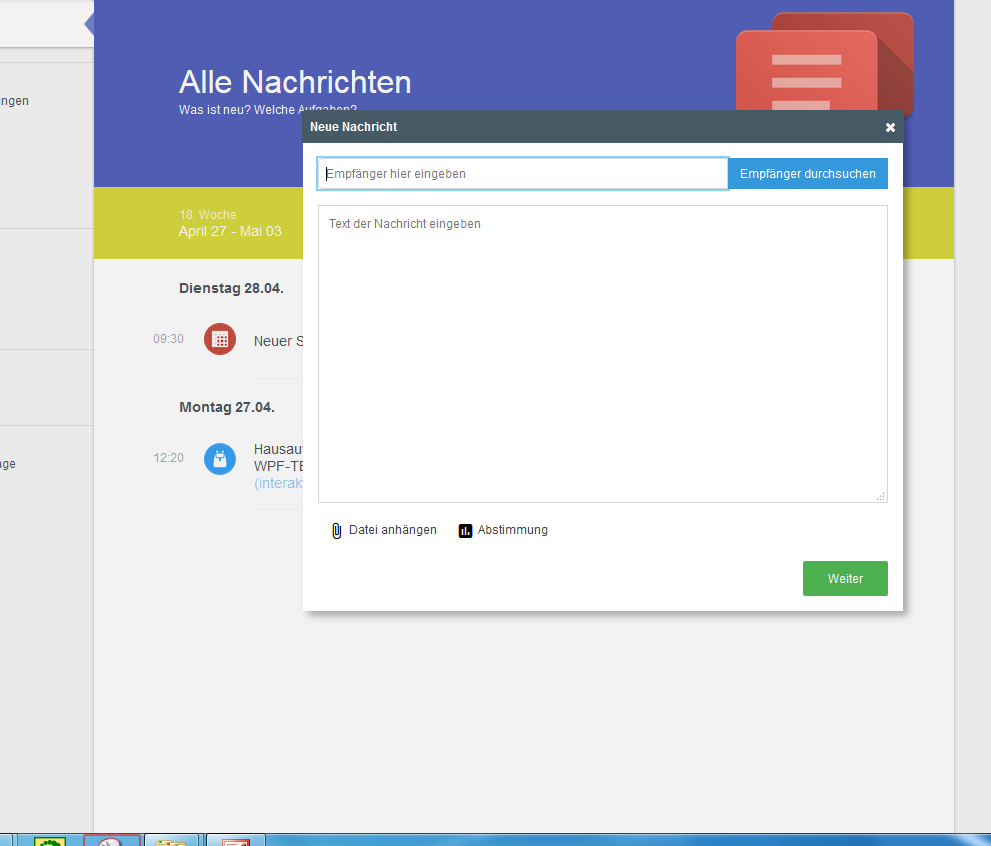 ngen
age
Alle Nachrichten
Was ist neu? Welche Aufgaben?
18. Woche
April 27 - Mai 03
Dienstag 28.04.
09:30
Neuer S
Montag 27.04.
12:20
Hausau
WPF-TE
(interak
Neue Nachricht
Empfänger hier eingeben
Empfänger durchsuchen
Text der Nachricht eingeben
Datei anhängen
Abstimmung
Weiter